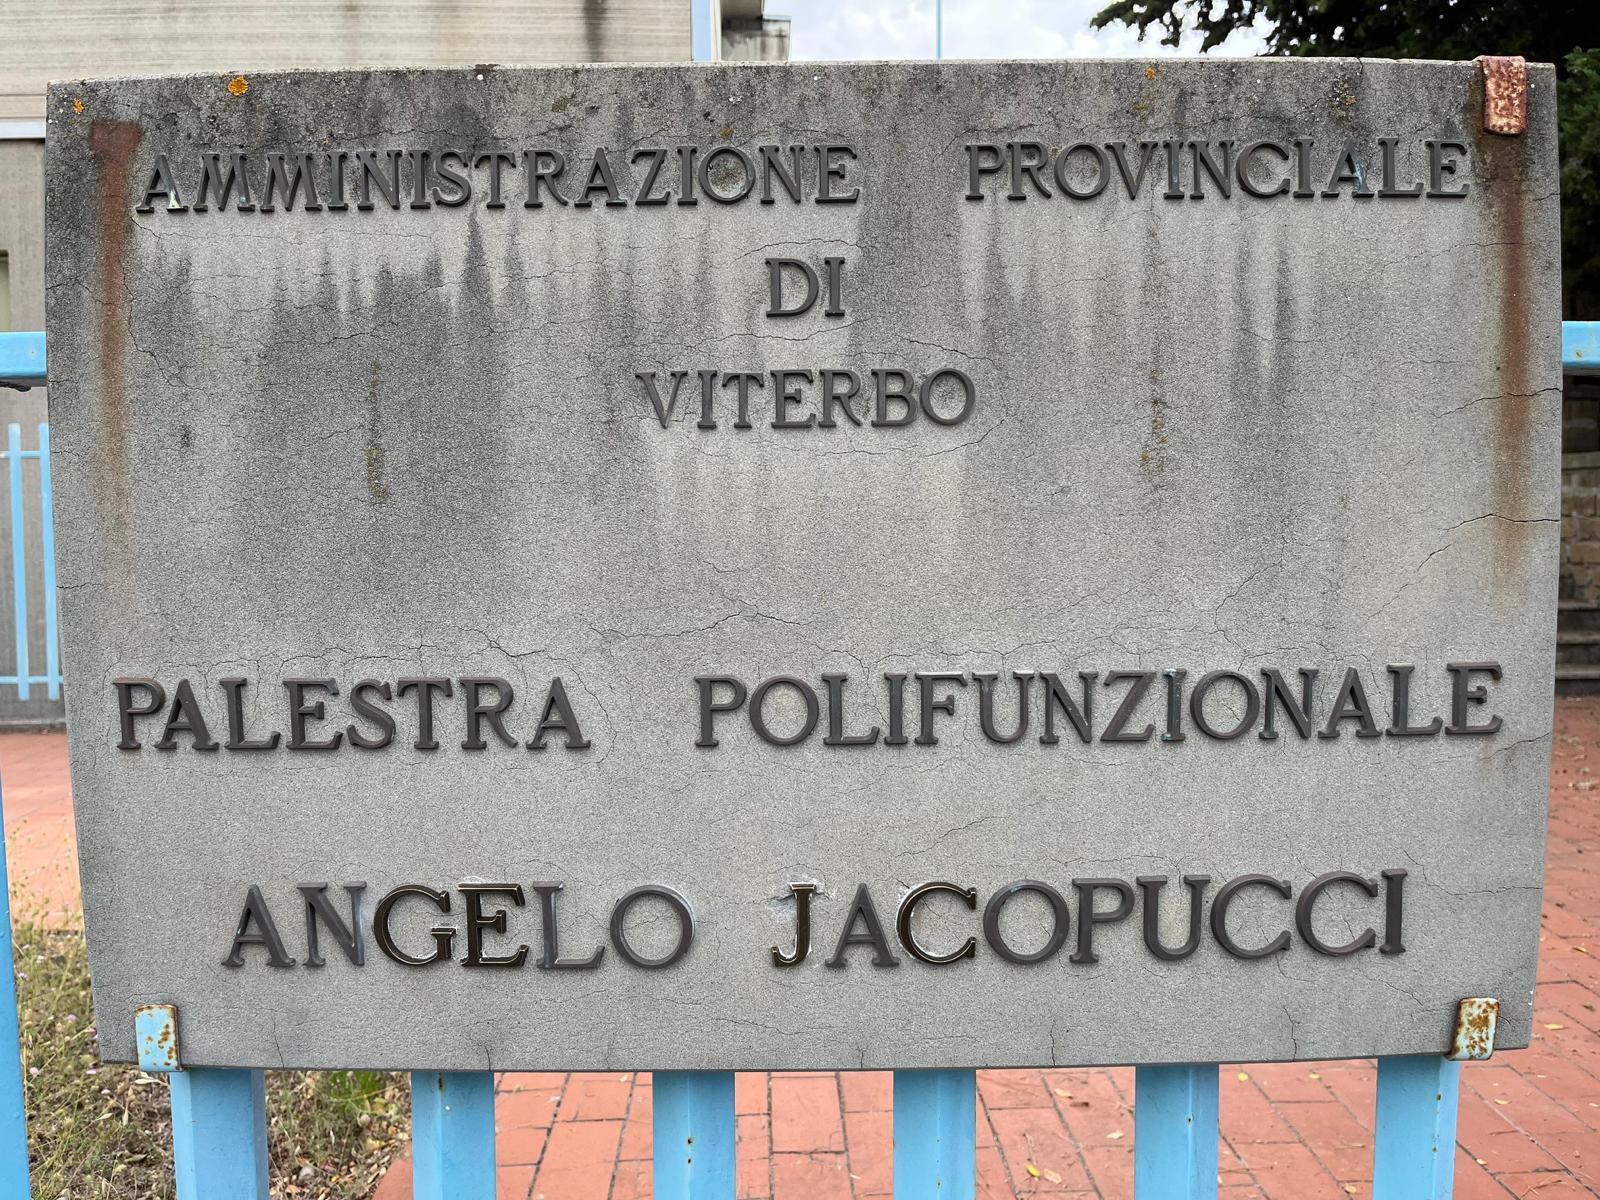 AMMINISTRAZIONE PROVINCIALE
DI
VITERBO
PALESTRA POLIFUNZIONALE
ANGELO JACOPUCCI